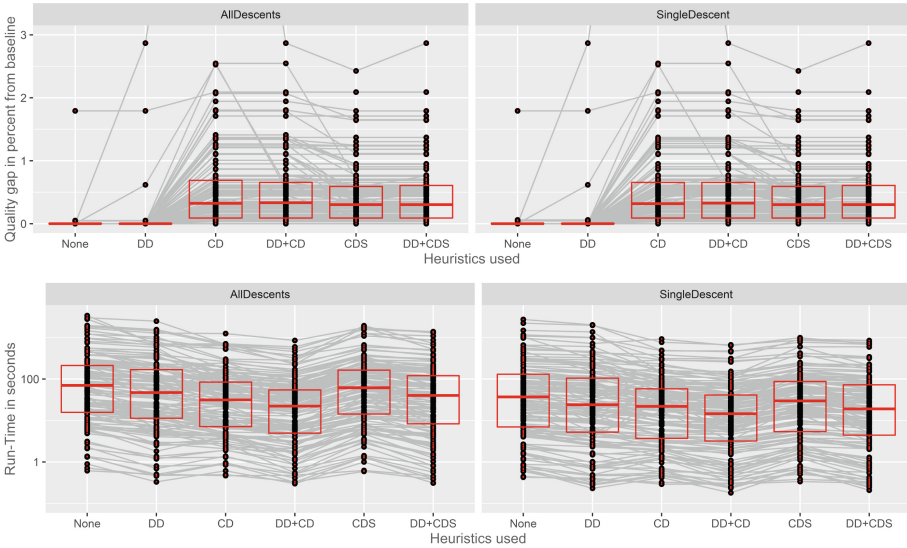 AllDescents SingleDescent
Quality gap in percent from baseline
3
2
1
0
None DD CD DD+CD CDS DD+CDS None DD CD DD+CD CDS DD+CDS
Heuristics used
AllDescents SingleDescent
Run-Time in seconds
100
1
None DD CD DD+CD CDS DD+CDS None DD CD DD+CD CDS DD+CDS
Heuristics used